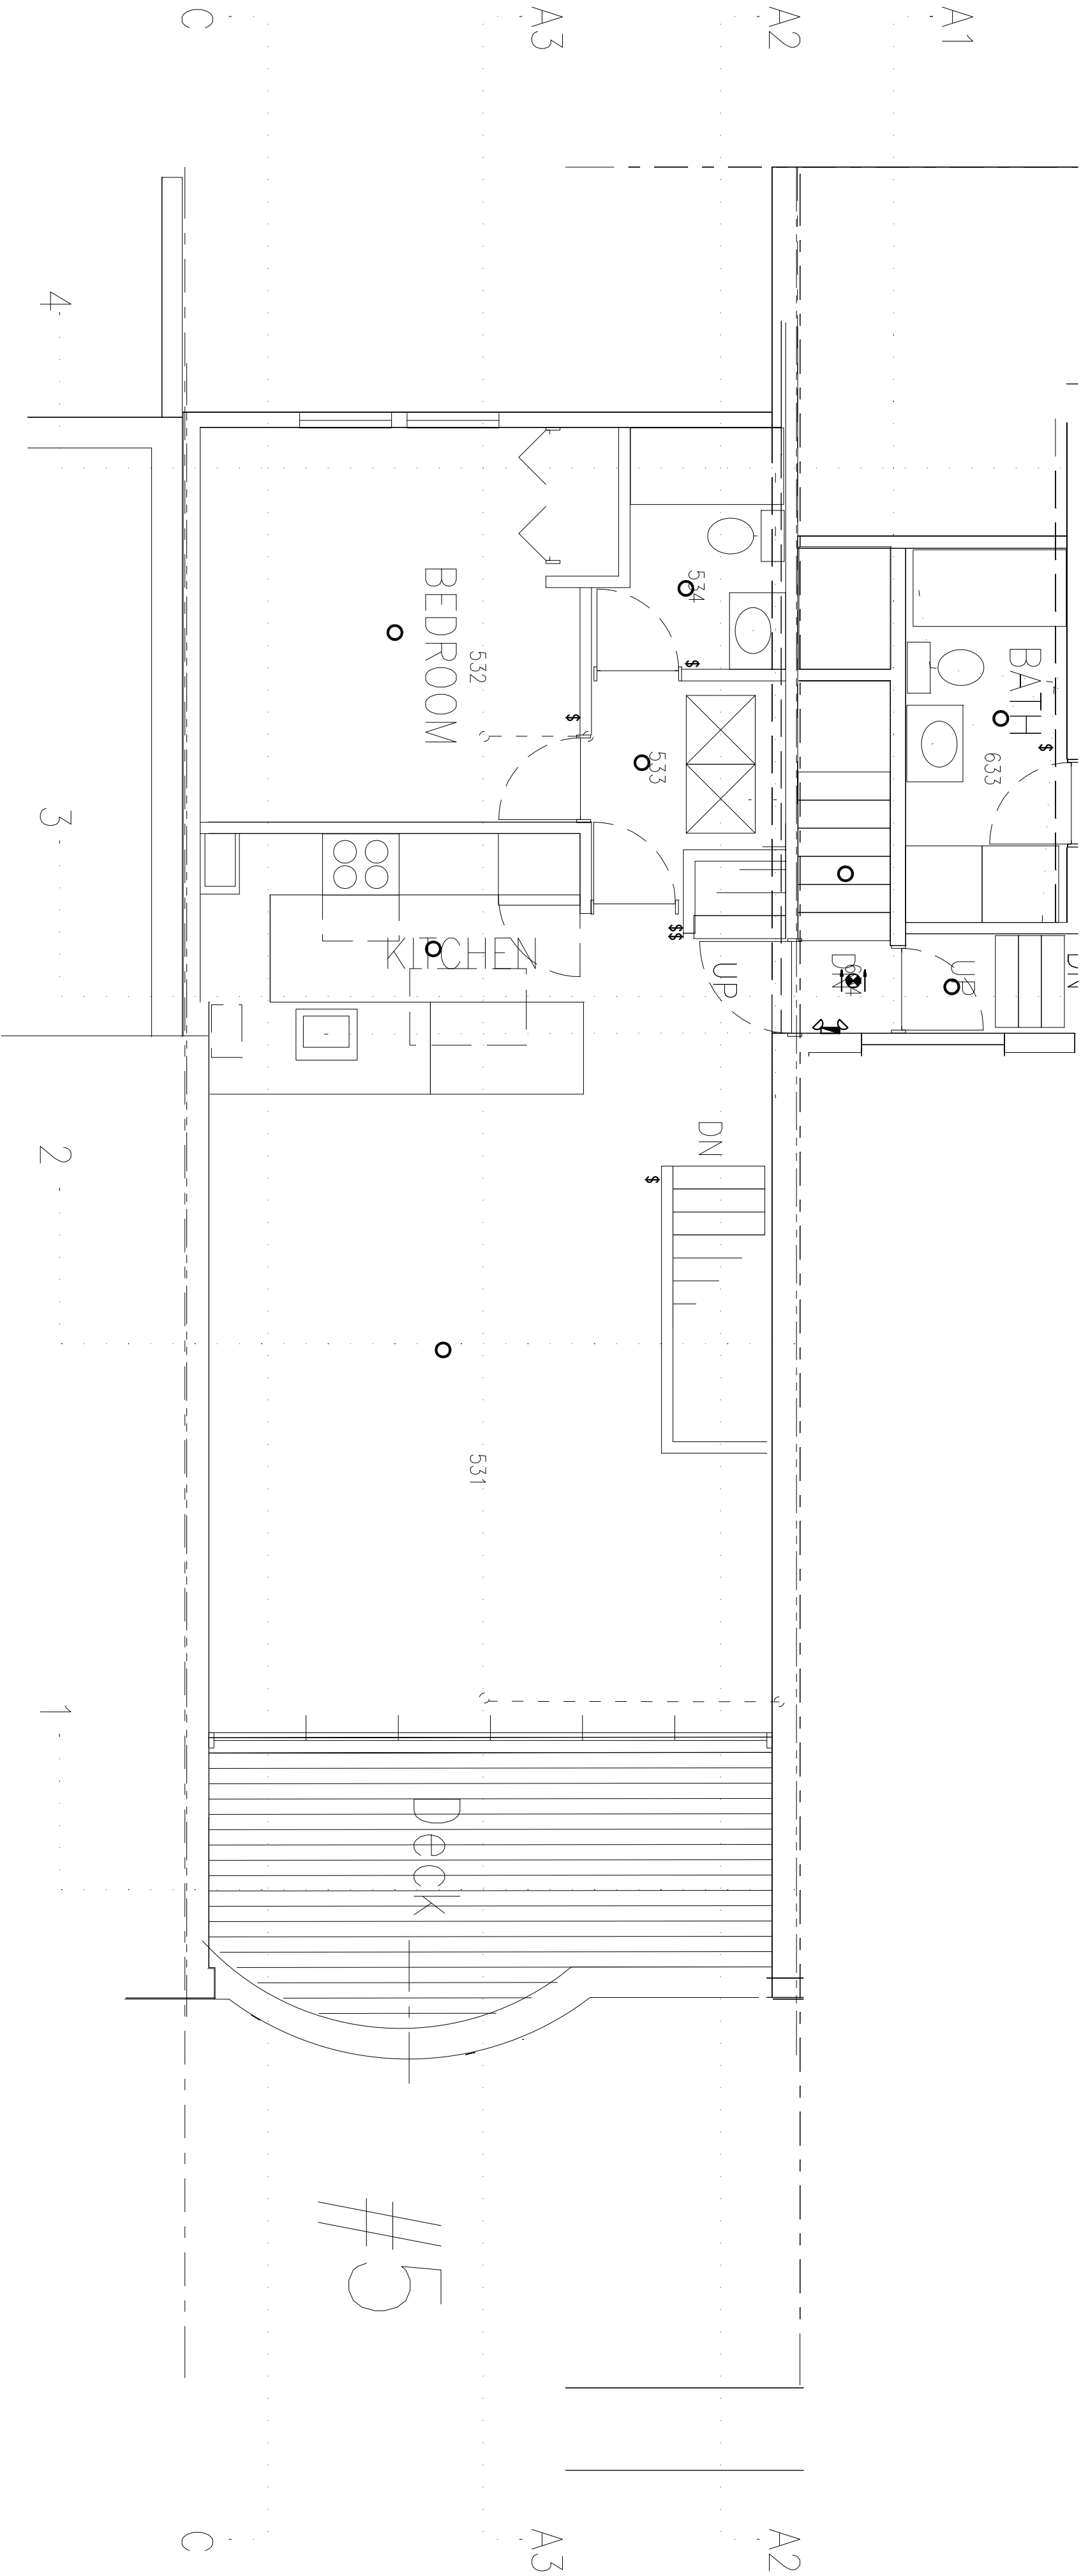 C
A3
A2
A1
4
3
2
1
BEDROOM
532
534
533
BATH
633
KITCHEN
UP
DN
UP
DN
531
Deck
#5
C
A3
A2
$
$
$
$$
$